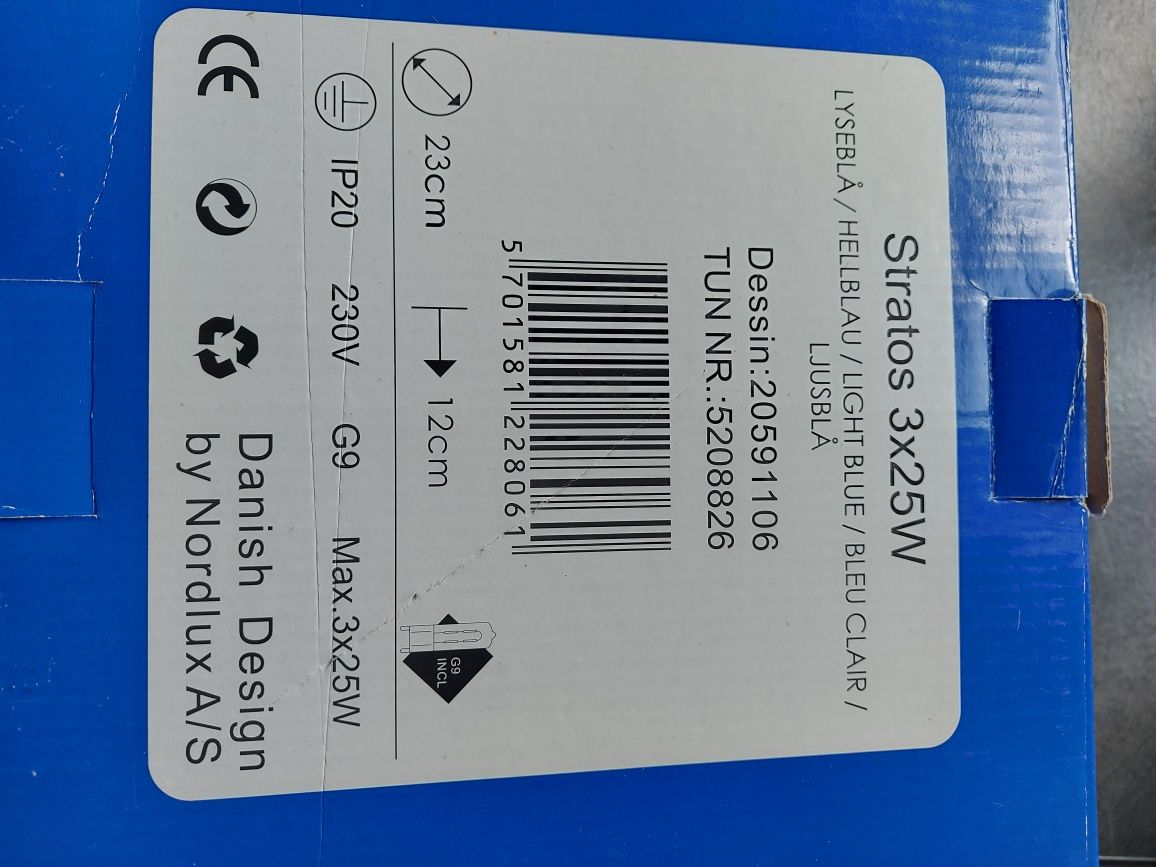 Stratos 3x25W
LYSEBLÅ / HELLBLAU / LIGHT BLUE / BLEU CLAIR /
LJUSBLÅ
Dessin:20591106
TUN NR.:5208826
5 701581 228061
23cm
12cm
G9
INCL
IP20 230V G9 Max.3x25W
CE
Danish Design
by Nordlux A/S